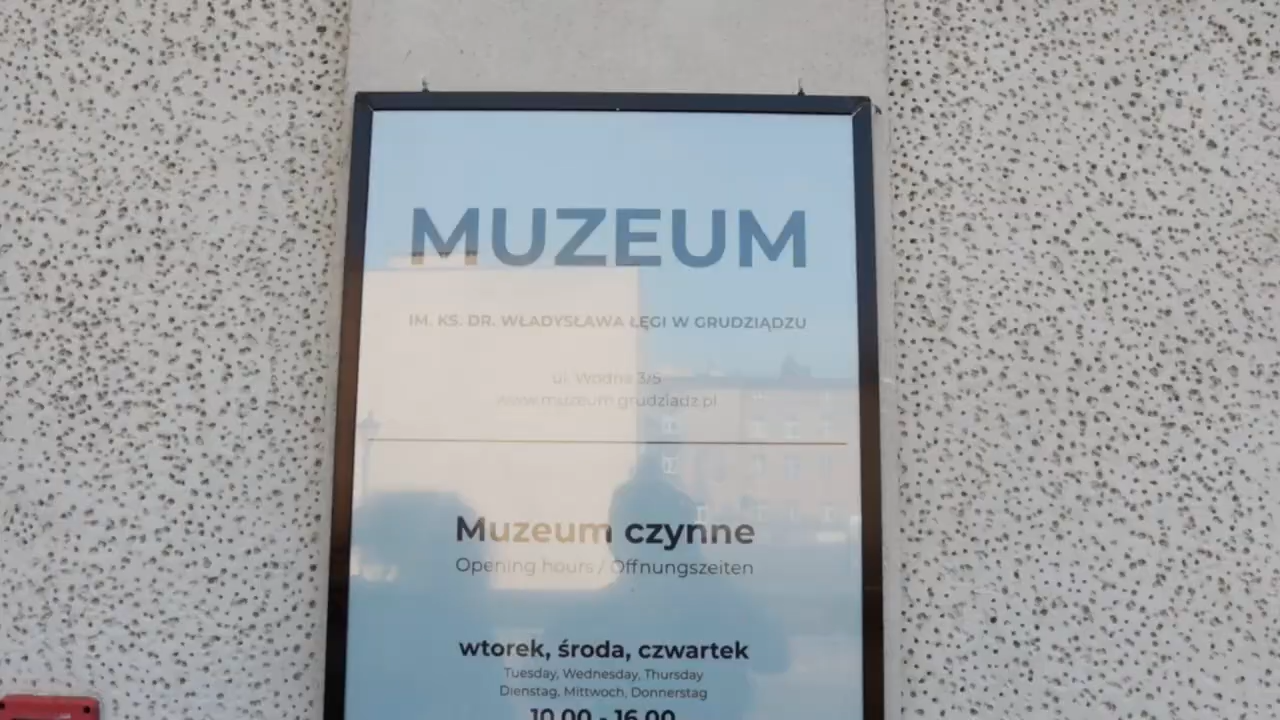 MUZEUM
IM. KS. DR. WŁADYSŁAWA ŁĘGI W GRUDZIĄDZU
ul. Wodna 3/5
www.muzeum.grudziadz.pl
Muzeum czynne
Opening hours / Öffnungszeiten
wtorek, środa, czwartek
Tuesday, Wednesday, Thursday
Dienstag, Mittwoch, Donnerstag
10.00 - 16.00